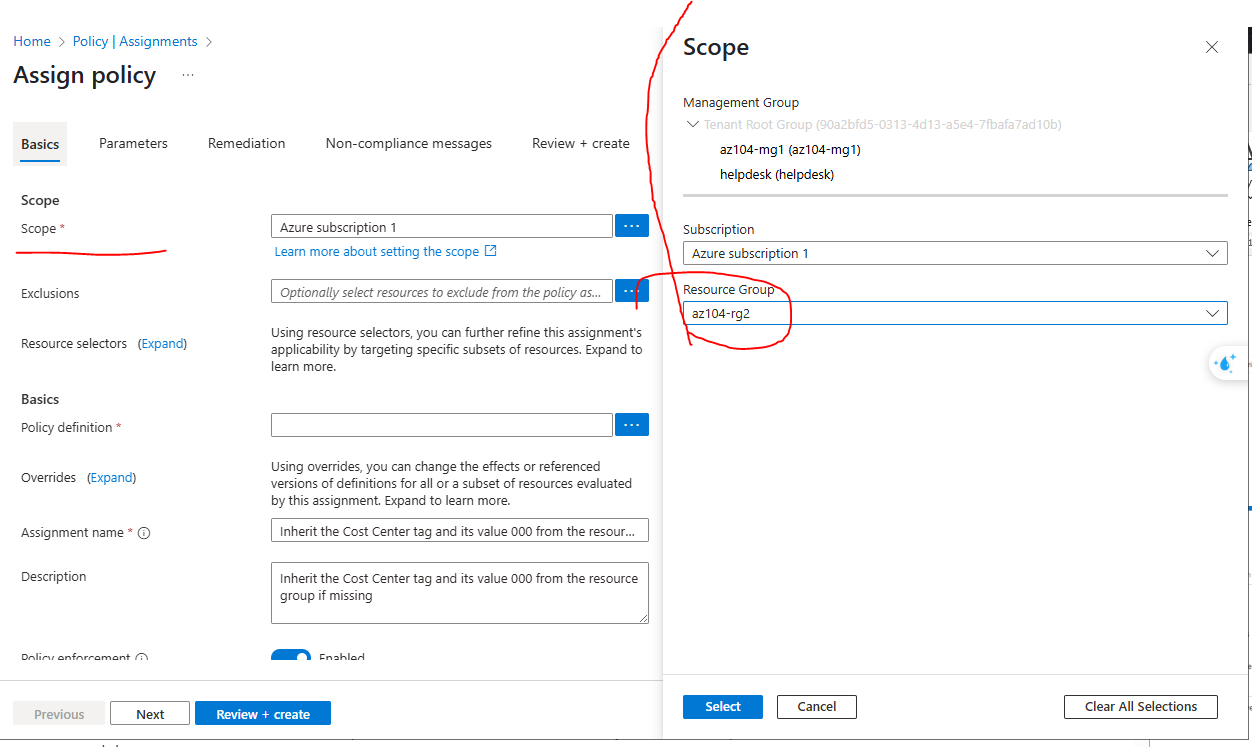 Home > Policy | Assignments >
Assign policy ...
Basics Parameters Remediation Non-compliance messages Review + create
Scope
Scope * Azure subscription 1 ...
Learn more about setting the scope
Exclusions Optionally select resources to exclude from the policy as... ...
Resource selectors (Expand)
Using resource selectors, you can further refine this assignment's
applicability by targeting specific subsets of resources. Expand to
learn more.
Basics
Policy definition * ...
Overrides (Expand)
Using overrides, you can change the effects or referenced
versions of definitions for all or a subset of resources evaluated
by this assignment. Expand to learn more.
Assignment name * Inherit the Cost Center tag and its value 000 from the resour...
Description
Inherit the Cost Center tag and its value 000 from the resource
group if missing
Policy enforcement Enabled
Previous Next Review + create
Scope
Management Group
Tenant Root Group (90a2bfd5-0313-4d13-a5e4-7fbafa7ad10b)
az104-mg1 (az104-mg1)
helpdesk (helpdesk)
Subscription
Azure subscription 1
Resource Group
az104-rg2
Select Cancel Clear All Selections